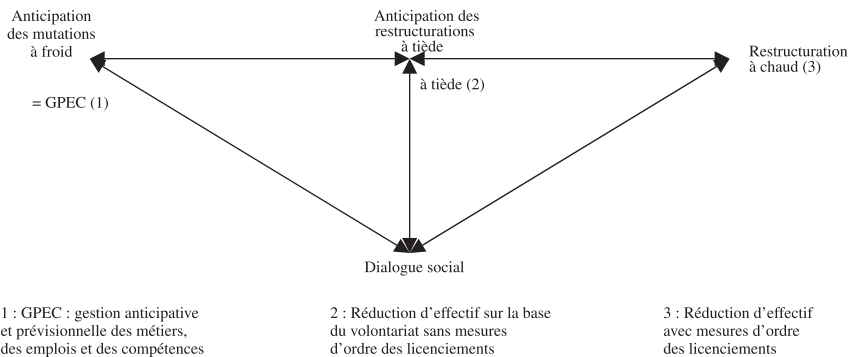 Anticipation
des mutations
à froid
Anticipation des
restructurations
à tiède
Restructuration
à chaud (3)
à tiède (2)
= GPEC (1)
Dialogue social
1 : GPEC : gestion anticipative
et prévisionnelle des métiers,
des emplois et des compétences
2 : Réduction d’effectif sur la base
du volontariat sans mesures
d’ordre des licenciements
3 : Réduction d’effectif
avec mesures d’ordre
des licenciements